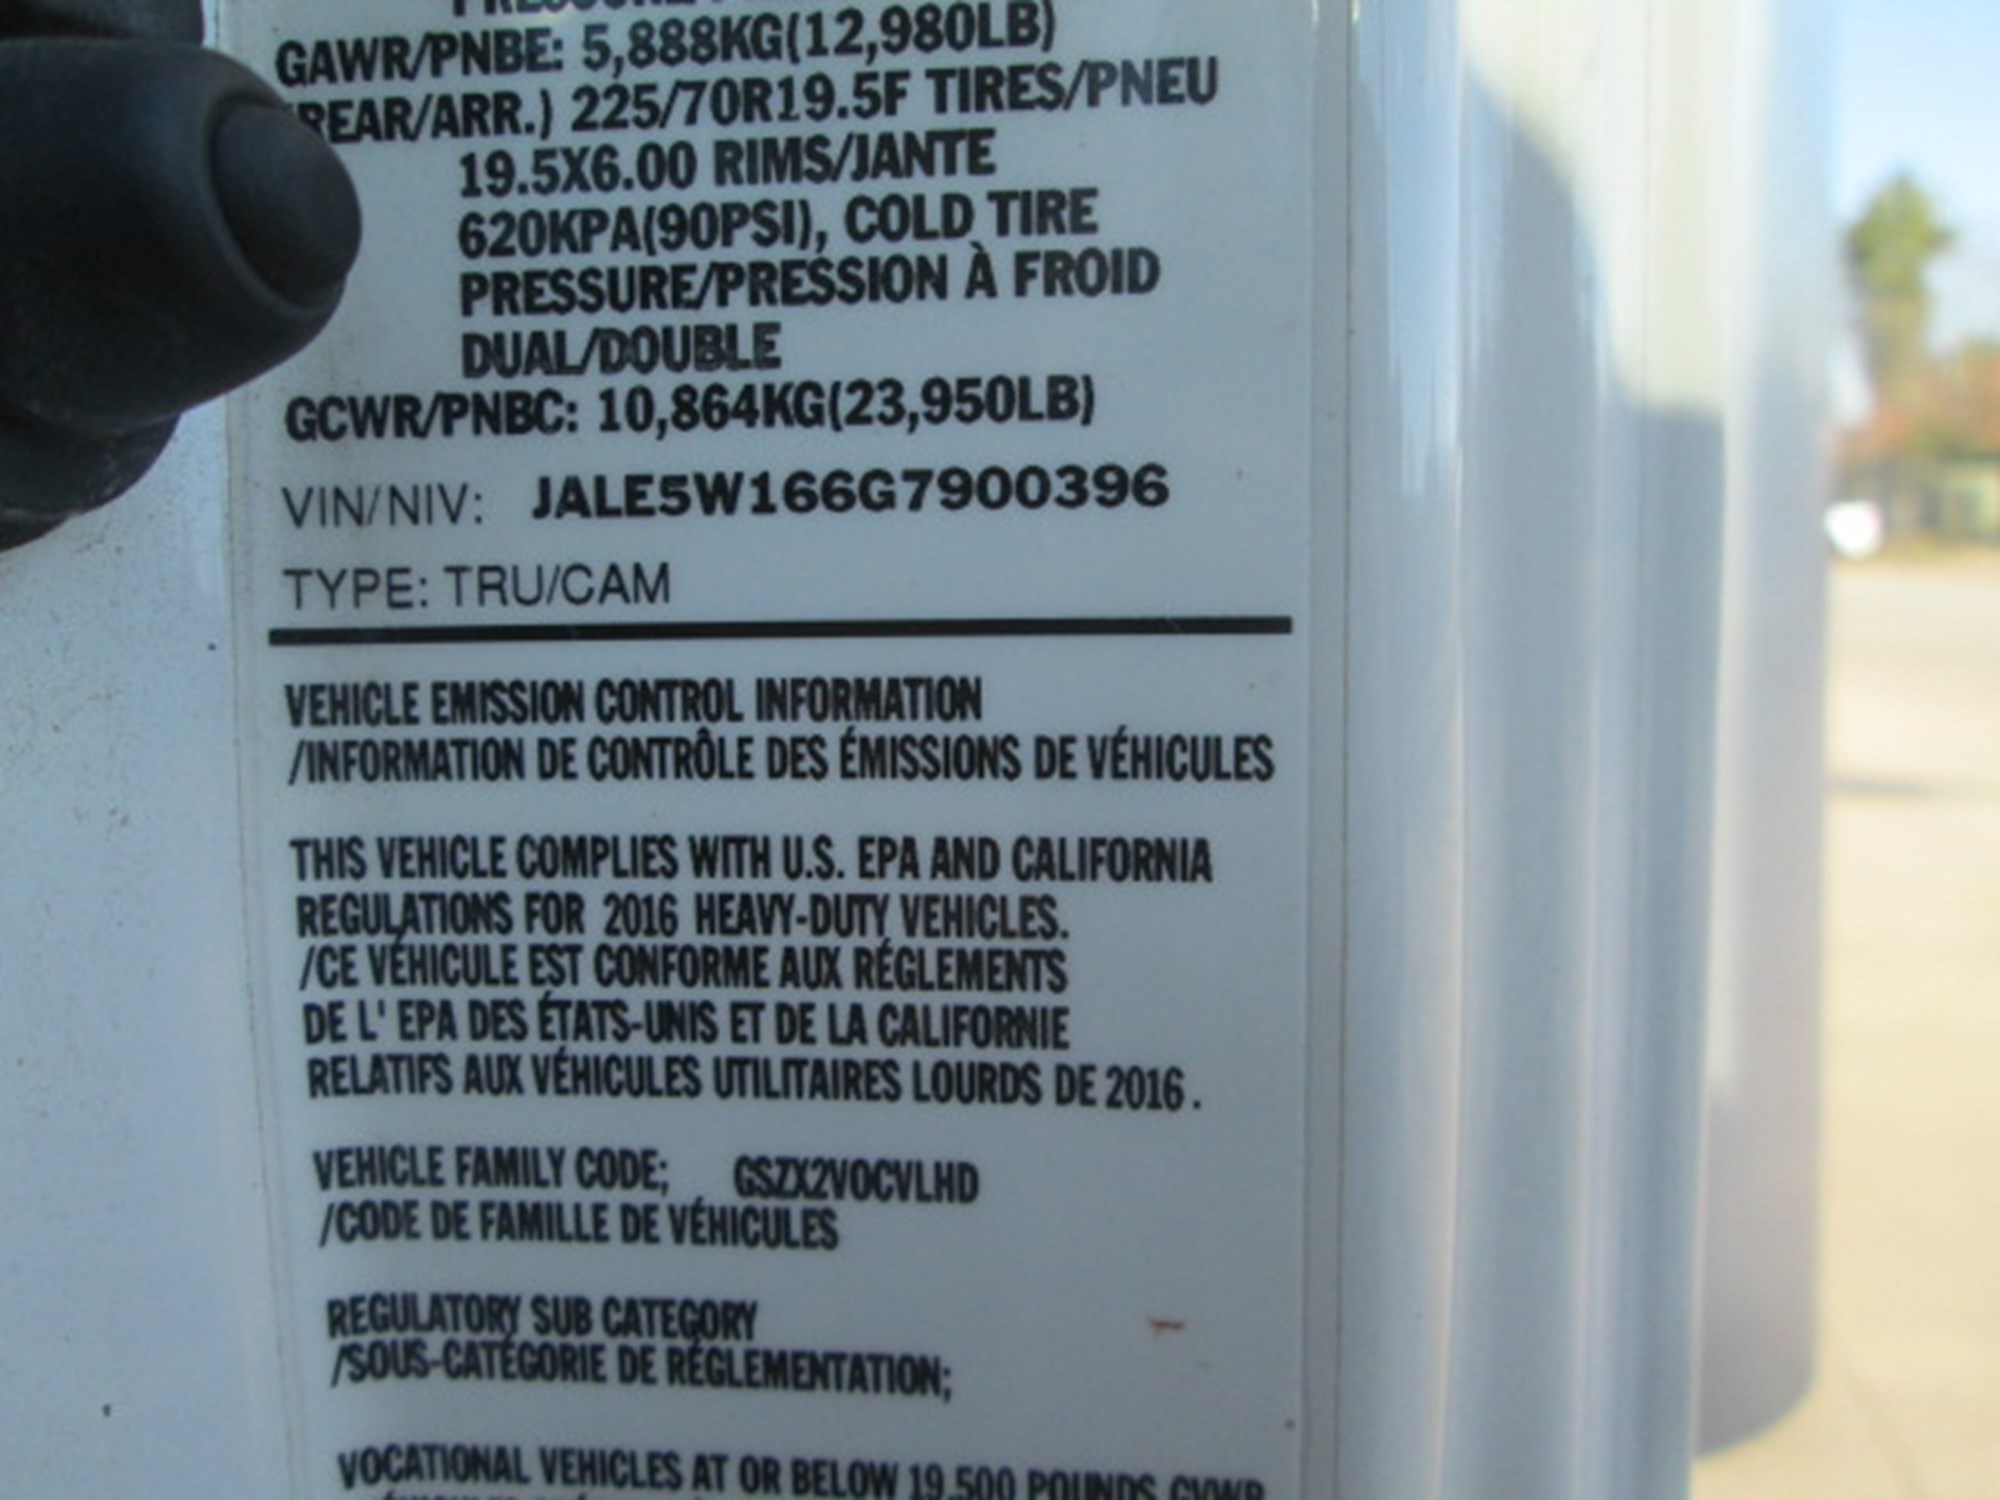 GAWR/PNBE: 5,888KG(12,980LB)
(REAR/ARR.) 225/70R19.5F TIRES/PNEU
19.5X6.00 RIMS/JANTE
620KPA(90PSI), COLD TIRE
PRESSURE/PRESSION À FROID
DUAL/DOUBLE
GCWR/PNBC: 10,864KG(23,950LB)
VIN/NIV: JALE5W166G7900396
TYPE: TRU/CAM
VEHICLE EMISSION CONTROL INFORMATION
/INFORMATION DE CONTRÔLE DES ÉMISSIONS DE VÉHICULES
THIS VEHICLE COMPLIES WITH U.S. EPA AND CALIFORNIA
REGULATIONS FOR 2016 HEAVY-DUTY VEHICLES.
/CE VÉHICULE EST CONFORME AUX RÉGLEMENTS
DE L' EPA DES ÉTATS-UNIS ET DE LA CALIFORNIE
RELATIFS AUX VÉHICULES UTILITAIRES LOURDS DE 2016.
VEHICLE FAMILY CODE; GSZX2VOCVLHD
/CODE DE FAMILLE DE VÉHICULES
REGULATORY SUB CATEGORY
/SOUS-CATÉGORIE DE RÉGLEMENTATION;
VOCATIONAL VEHICLES AT OR BELOW 19,500 POUNDS GVWR